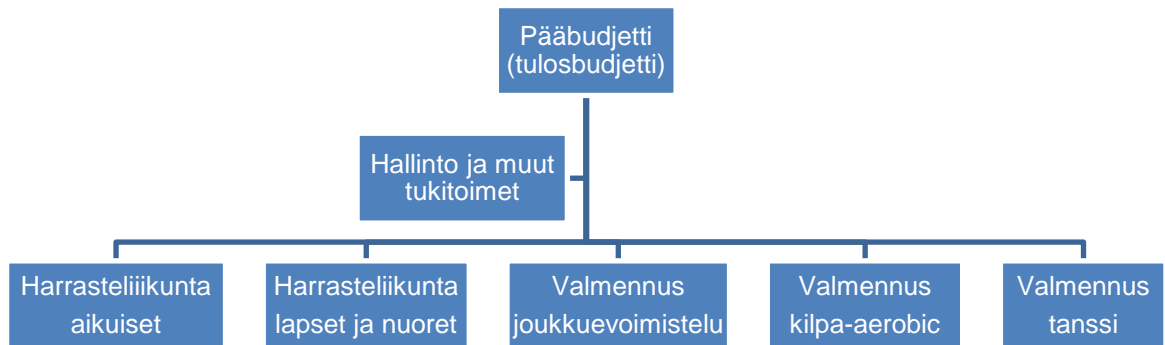 Pääbudjetti
(tulosbudjetti)
Hallinto ja muut
tukitoimet
Harrasteliiikunta
aikuiset
Harrasteliikunta
lapset ja nuoret
Valmennus
joukkuevoimistelu
Valmennus
kilpa-aerobic
Valmennus
tanssi